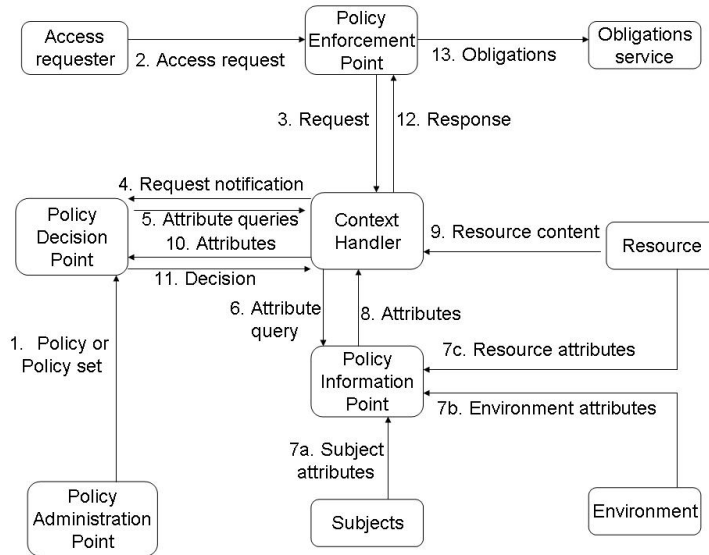 Access
requester
2. Access request
Policy
Enforcement
Point
13. Obligations
Obligations
service
3. Request
12. Response
4. Request notification
5. Attribute queries
10. Attributes
11. Decision
Policy
Decision
Point
Context
Handler
9. Resource content
Resource
6. Attribute
query
8. Attributes
1. Policy or
Policy set
7c. Resource attributes
Policy
Information
Point
7b. Environment attributes
7a. Subject
attributes
Policy
Administration
Point
Subjects
Environment